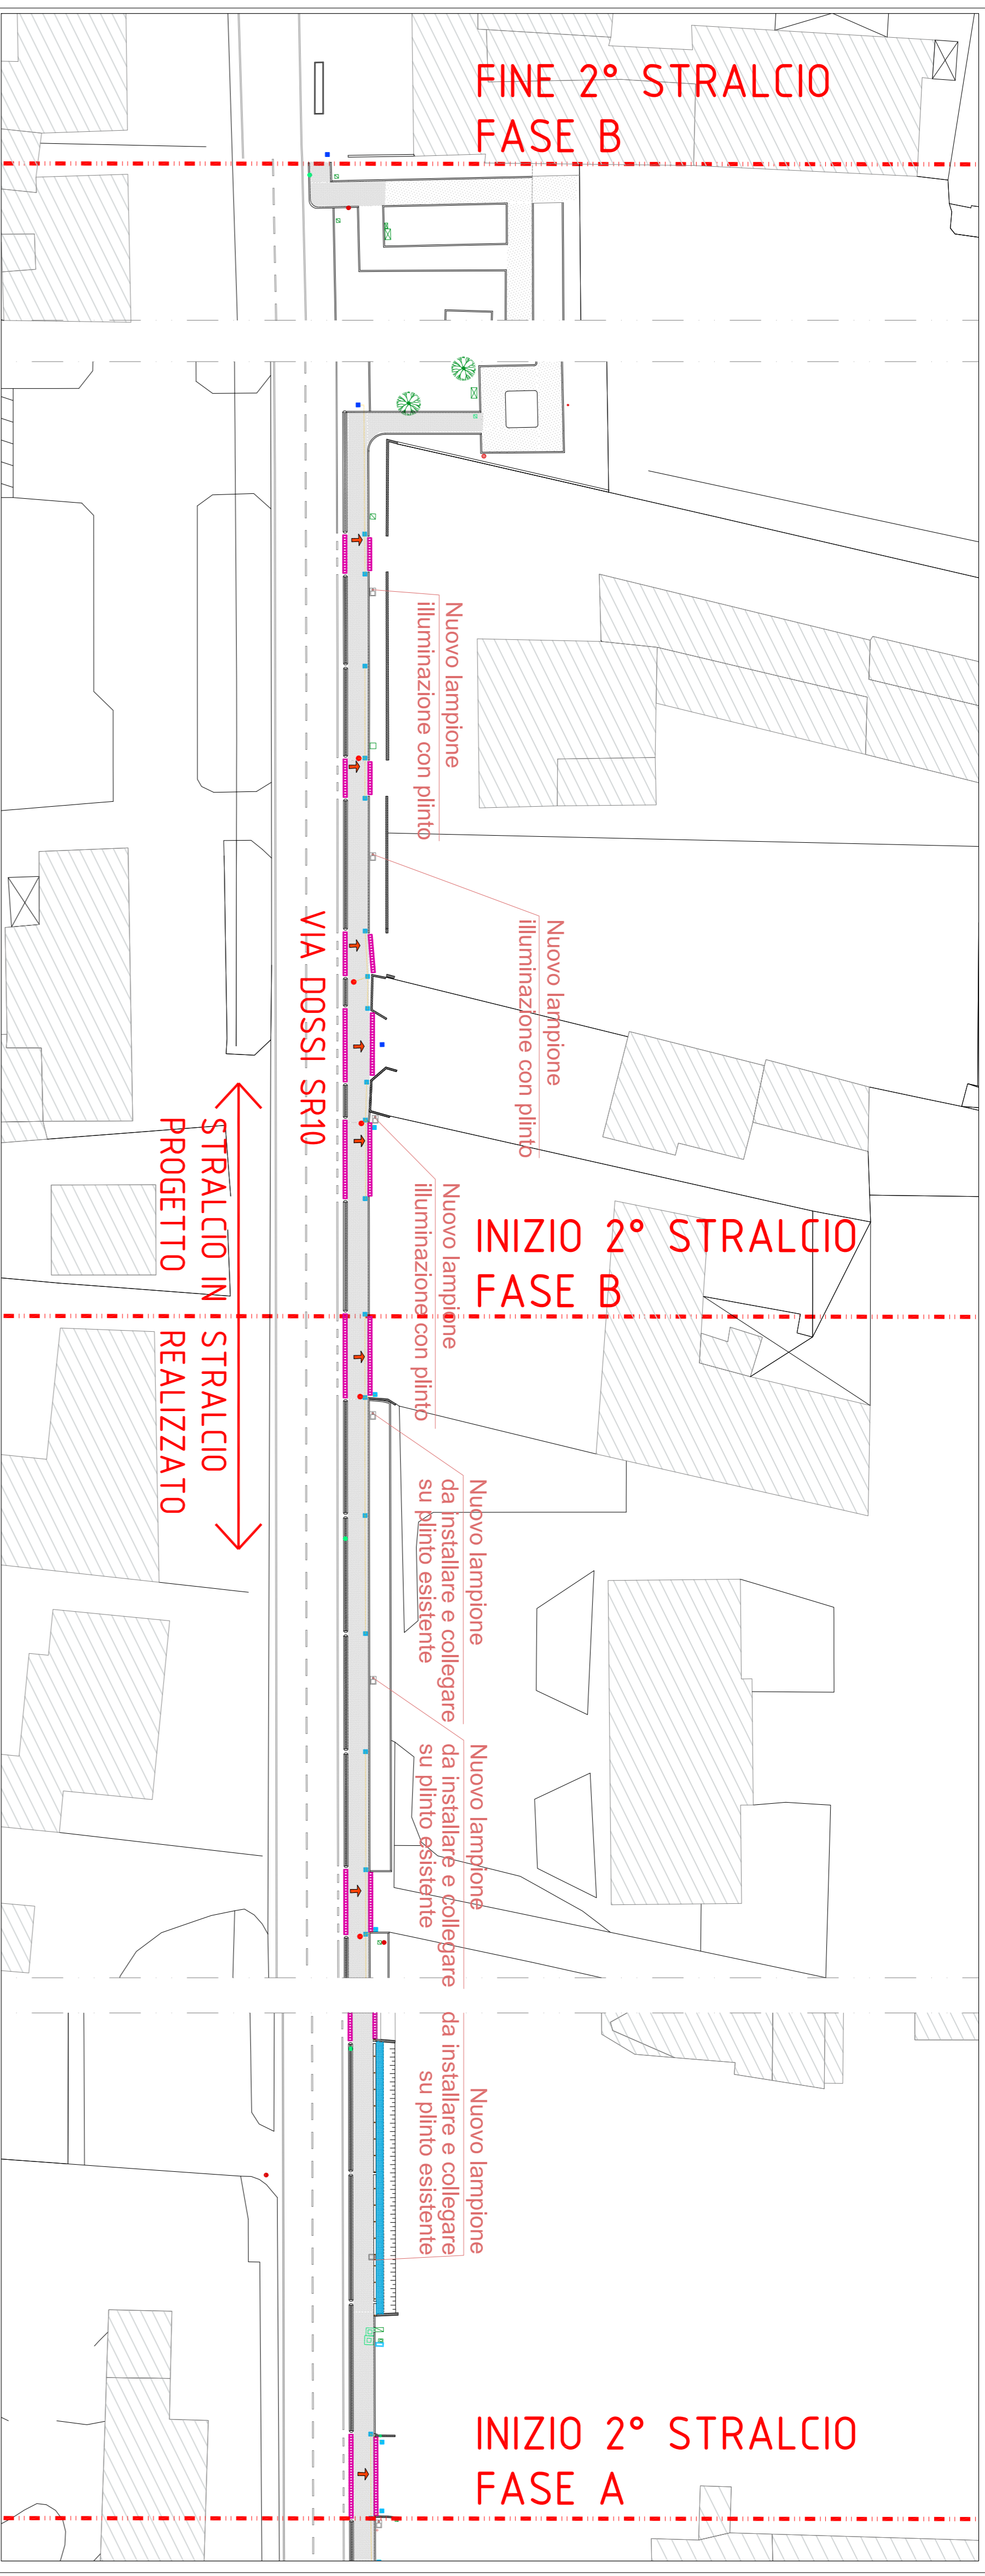 FINE 2° STRALCIO
FASE B
Nuovo lampione
illuminazione con plinto
Nuovo lampione
illuminazione con plinto
VIA DOSSI SR10
STRALCIO IN
PROGETTO
Nuovo lampione
illuminazione con plinto
INIZIO 2° STRALCIO
FASE B
STRALCIO
REALIZZATO
Nuovo lampione
da installare e collegare
su plinto esistente
Nuovo lampione
da installare e collegare
su plinto esistente
Nuovo lampione
da installare e collegare
su plinto esistente
INIZIO 2° STRALCIO
FASE A